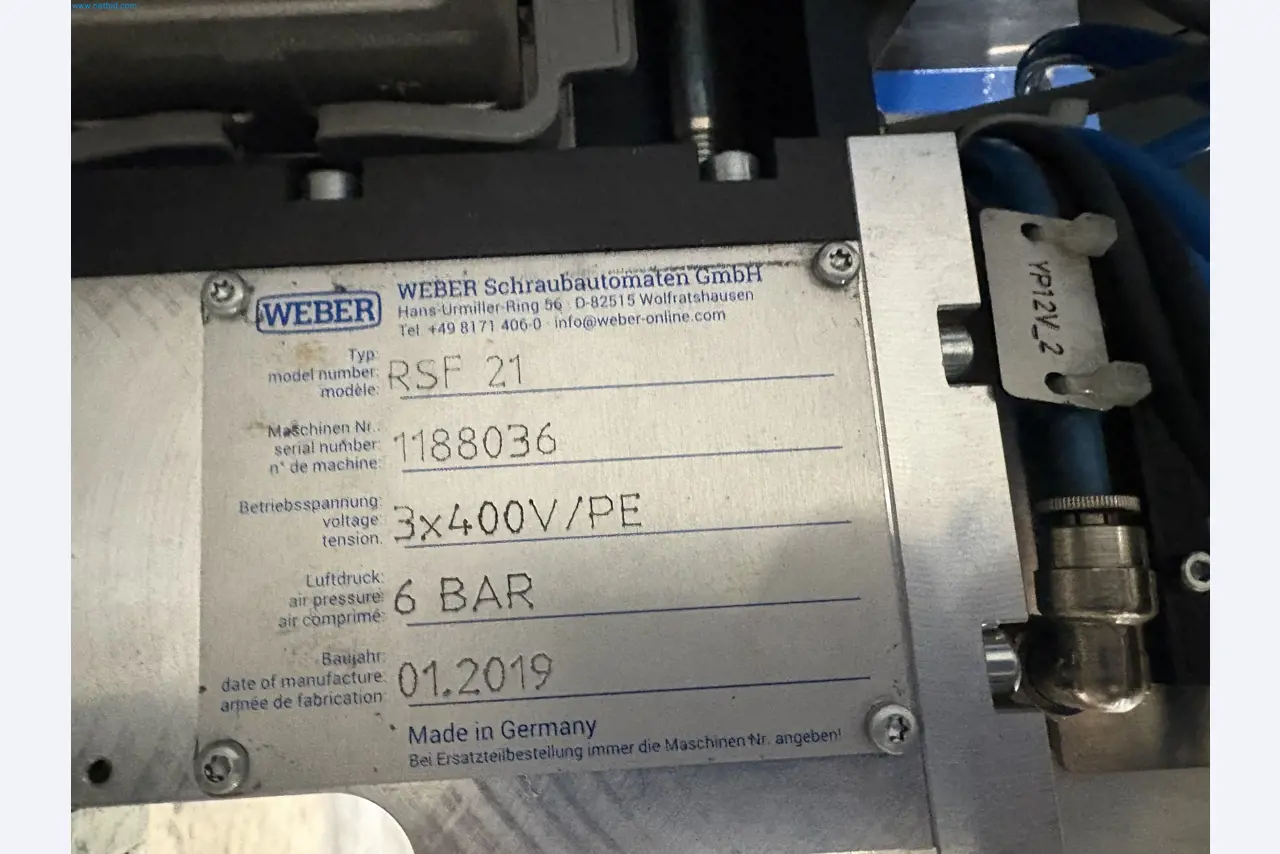 www.netbid.com
WEBER
WEBER Schraubautomaten GmbH
Hans-Urmiller-Ring 56 · D-82515 Wolfratshausen
Tel +49 8171 406-0 · info@weber-online.com
Typ:
model number: RSF 21
modèle:
Maschinen Nr.:
serial number: 1188036
n° de machine:
Betriebsspannung:
voltage: 3x400V/PE
tension:
Luftdruck:
air pressure: 6 BAR
air comprimé:
Baujahr:
date of manufacture: 01.2019
année de fabrication:
Made in Germany
Bei Ersatzteilbestellung immer die Maschinen Nr. angeben!
YP12V_2